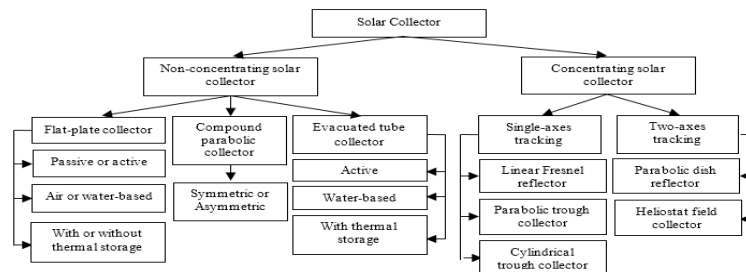 Solar Collector
Non-concentrating solar
collector
Concentrating solar
collector
Flat-plate collector
Compound
parabolic
collector
Evacuated tube
collector
Single-axes
tracking
Two-axes
tracking
Passive or active
Active
Linear Fresnel
reflector
Parabolic dish
reflector
Air or water-based
Symmetric or
Asymmetric
Water-based
Parabolic trough
collector
Heliostat field
collector
With or without
thermal storage
With thermal
storage
Cylindrical
trough collector